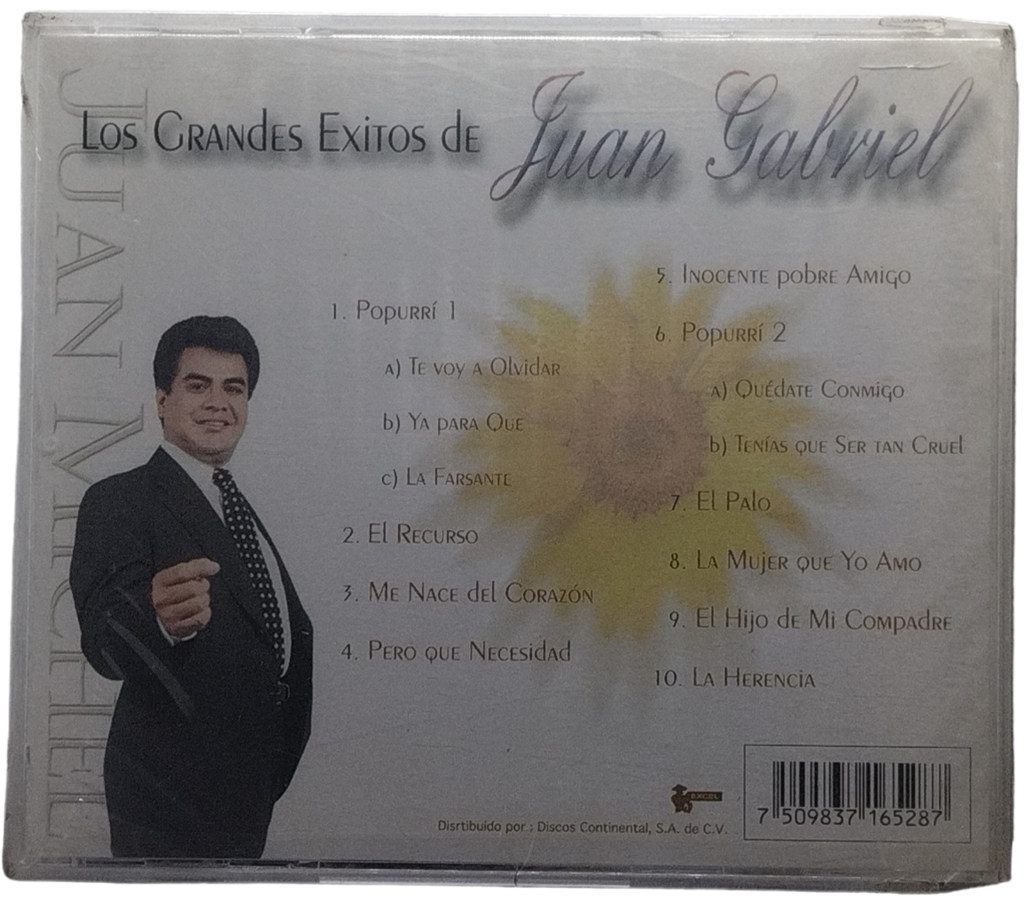 Los Grandes Exitos de Juan Gabriel
JUAN MICHEL
1. Popurrí 1
a) Te voy a Olvidar
b) Ya para Que
c) La Farsante
2. El Recurso
3. Me Nace del Corazón
4. Pero que Necesidad
5. Inocente pobre Amigo
6. Popurrí 2
a) Quédate Conmigo
b) Tenías que Ser tan Cruel
7. El Palo
8. La Mujer que Yo Amo
9. El Hijo de Mi Compadre
10. La Herencia
EXCEL
Disrtibuido por : Discos Continental, S.A. de C.V.
7 509837 165287